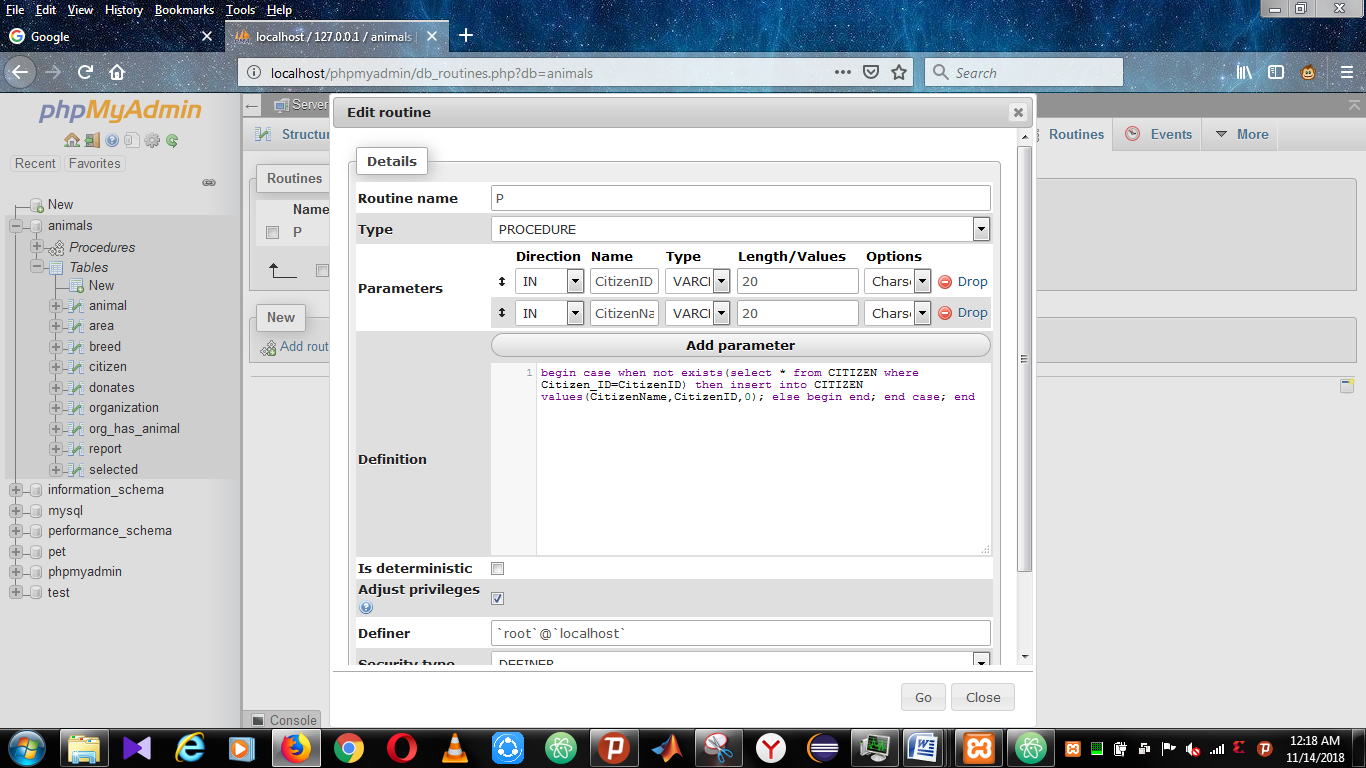 File Edit View History Bookmarks Tools Help
Google
localhost / 127.0.0.1 / animals
localhost/phpmyadmin/db_routines.php?db=animals
Search
phpMyAdmin
Recent Favorites
New
animals
Procedures
Tables
New
animal
area
breed
citizen
donates
organization
org_has_animal
report
selected
information_schema
mysql
performance_schema
pet
phpmyadmin
test
Server
Structu
Routines
Events
More
Routines
Name
P
New
Add rout
Edit routine
Details
Routine name P
Type PROCEDURE
Parameters
Direction Name Type Length/Values Options
IN CitizenID VARC 20 Chars Drop
IN CitizenNa VARC 20 Chars Drop
Add parameter
Definition
1 begin case when not exists(select * from CITIZEN where
Citizen_ID=CitizenID) then insert into CITIZEN
values(CitizenName,CitizenID,0); else begin end; end case; end
Is deterministic
Adjust privileges
Definer `root`@`localhost`
Security type DEFINER
Go Close
Console
12:18 AM
11/14/2018